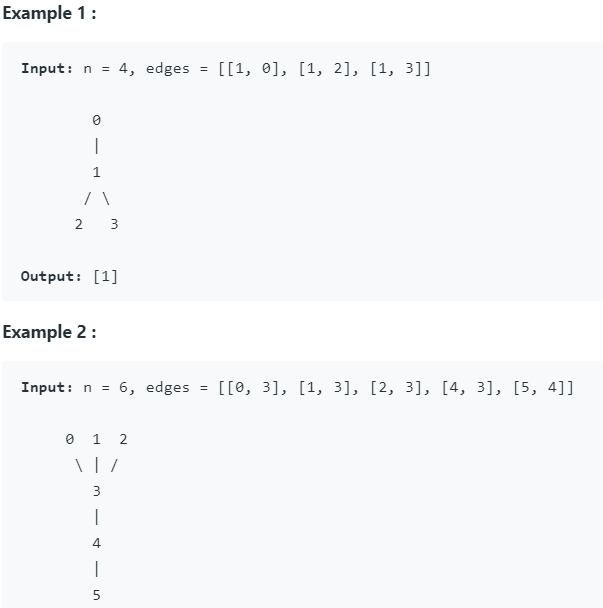 Example 1 :
Input: n = 4, edges = [[1, 0], [1, 2], [1, 3]]
0
|
1
/ \
2 3
Output: [1]
Example 2 :
Input: n = 6, edges = [[0, 3], [1, 3], [2, 3], [4, 3], [5, 4]]
0 1 2
\ | /
3
|
4
|
5